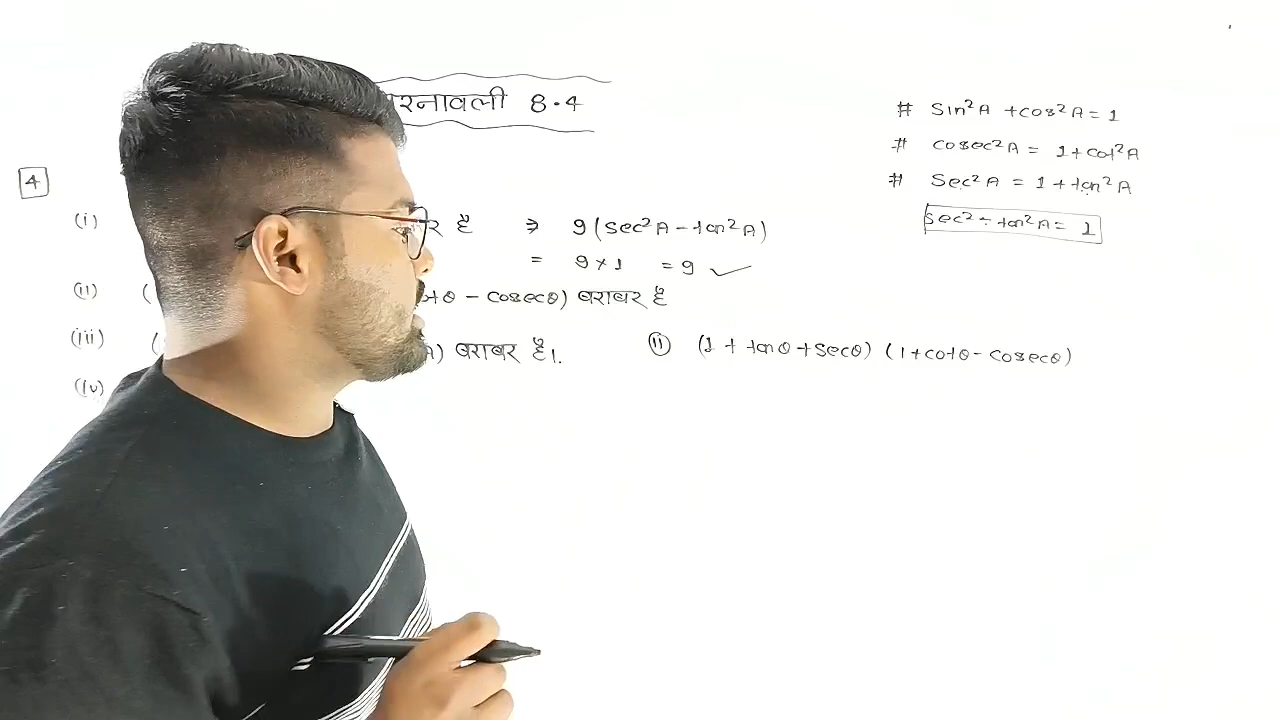 8.4
# Sin²A + cos²A = 1
# cosec²A = 1 + cot²A
# Sec²A = 1 + tan²A
sec² - tan²A = 1
4
(i) है ⇒ 9 (sec²A - tan²A)
= 9 × 1 = 9 ✓
(ii) ( - cosecθ) बराबर है
(iii) ( A) बराबर है।
(iv)
(ii) (1 + tanθ + secθ) (1 + cotθ - cosecθ)